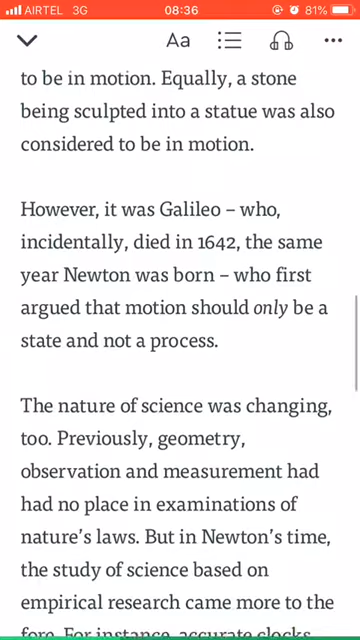 AIRTEL 3G 08:36 81%
Aa
to be in motion. Equally, a stone
being sculpted into a statue was also
considered to be in motion.
However, it was Galileo – who,
incidentally, died in 1642, the same
year Newton was born – who first
argued that motion should only be a
state and not a process.
The nature of science was changing,
too. Previously, geometry,
observation and measurement had
had no place in examinations of
nature's laws. But in Newton's time,
the study of science based on
empirical research came more to the
fore. For instance, accurate clocks